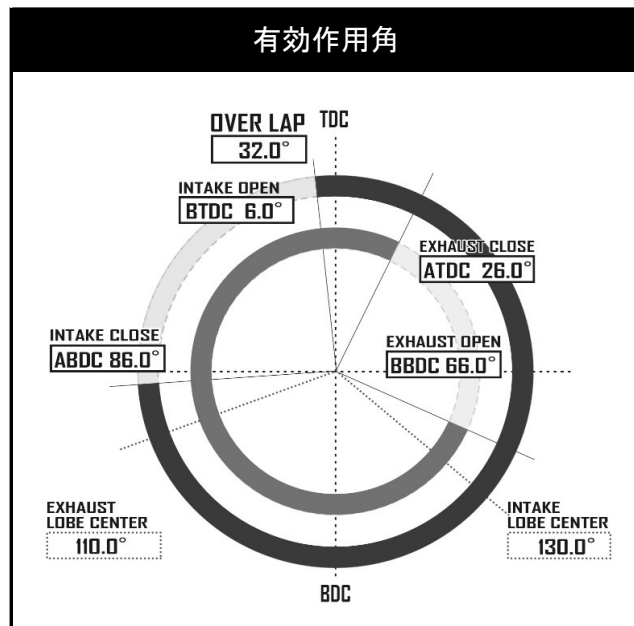 有効作用角
OVER LAP
32.0°
TDC
INTAKE OPEN
BTDC 6.0°
EXHAUST CLOSE
ATDC 26.0°
INTAKE CLOSE
ABDC 86.0°
EXHAUST OPEN
BBDC 66.0°
EXHAUST
LOBE CENTER
110.0°
INTAKE
LOBE CENTER
130.0°
BDC